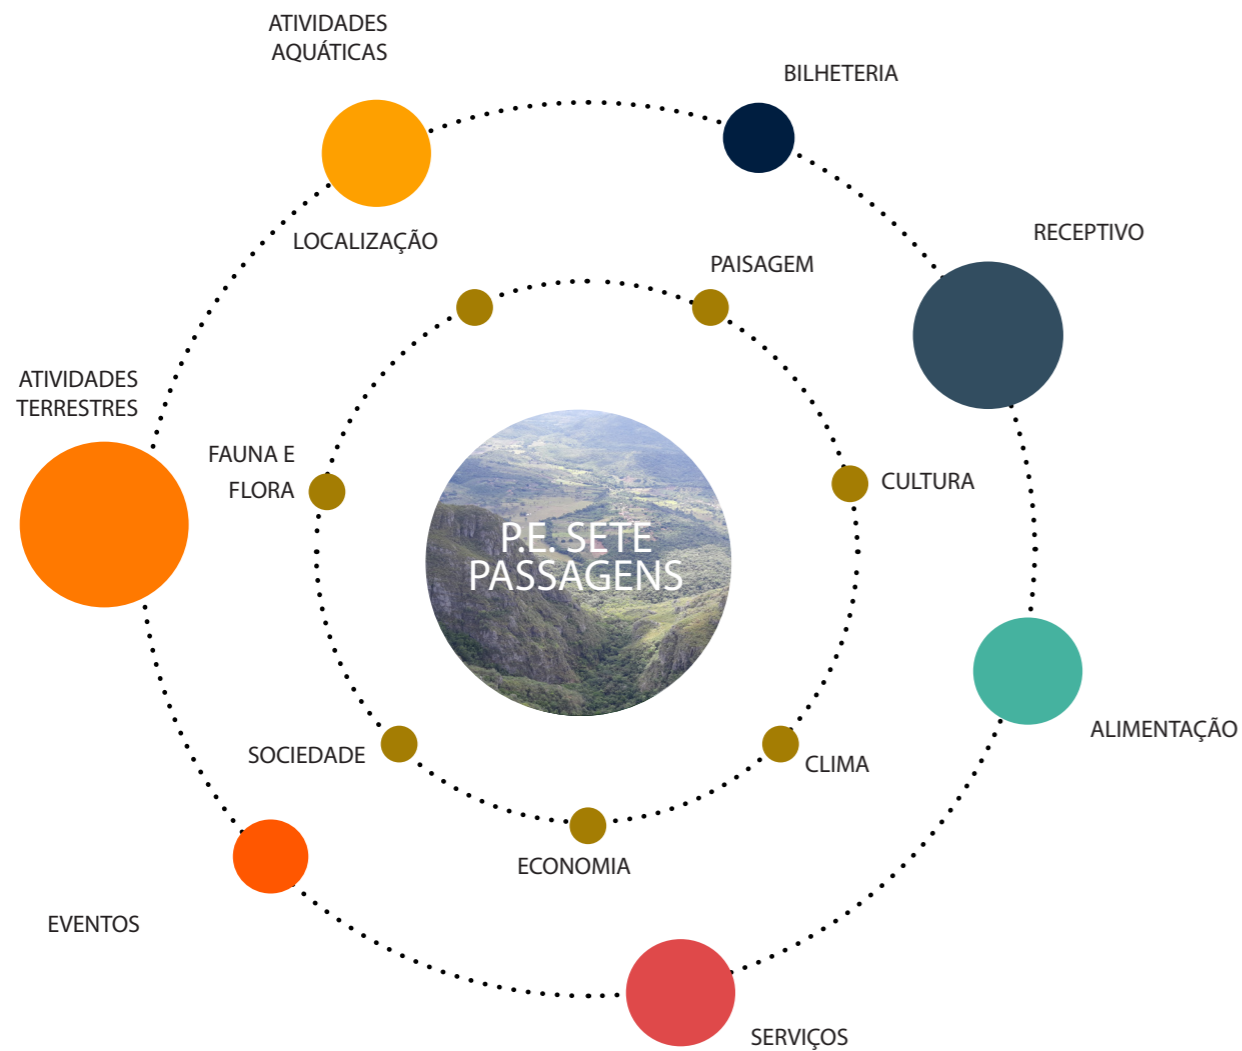 ATIVIDADES
AQUÁTICAS
BILHETERIA
RECEPTIVO
LOCALIZAÇÃO
PAISAGEM
ATIVIDADES
TERRESTRES
FAUNA E
FLORA
CULTURA
P.E. SETE
PASSAGENS
SOCIEDADE
CLIMA
ALIMENTAÇÃO
ECONOMIA
EVENTOS
SERVIÇOS